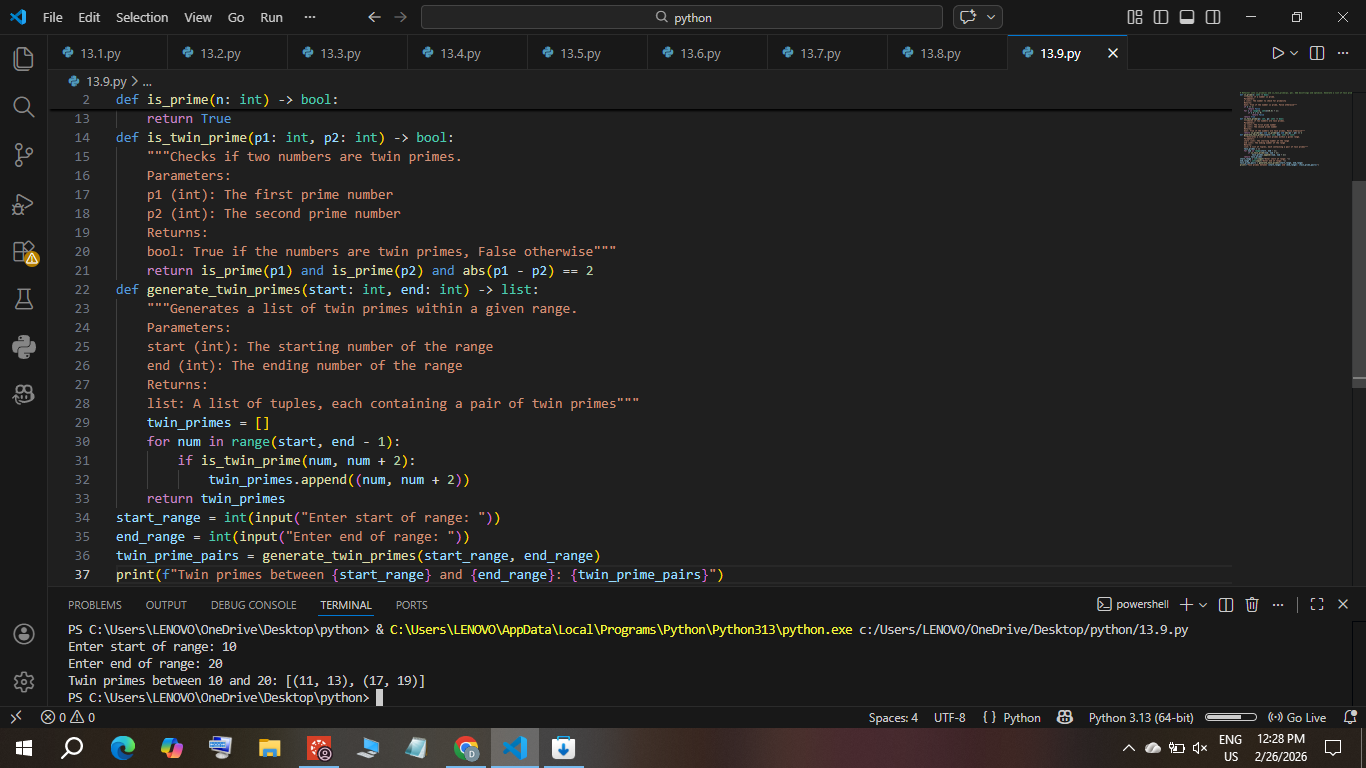 File Edit Selection View Go Run ··· python
13.1.py 13.2.py 13.3.py 13.4.py 13.5.py 13.6.py 13.7.py 13.8.py 13.9.py
13.9.py > ...
2 def is_prime(n: int) -> bool:
13 return True
14 def is_twin_prime(p1: int, p2: int) -> bool:
15 """Checks if two numbers are twin primes.
16 Parameters:
17 p1 (int): The first prime number
18 p2 (int): The second prime number
19 Returns:
20 bool: True if the numbers are twin primes, False otherwise"""
21 return is_prime(p1) and is_prime(p2) and abs(p1 - p2) == 2
22 def generate_twin_primes(start: int, end: int) -> list:
23 """Generates a list of twin primes within a given range.
24 Parameters:
25 start (int): The starting number of the range
26 end (int): The ending number of the range
27 Returns:
28 list: A list of tuples, each containing a pair of twin primes"""
29 twin_primes = []
30 for num in range(start, end - 1):
31 if is_twin_prime(num, num + 2):
32 twin_primes.append((num, num + 2))
33 return twin_primes
34 start_range = int(input("Enter start of range: "))
35 end_range = int(input("Enter end of range: "))
36 twin_prime_pairs = generate_twin_primes(start_range, end_range)
37 print(f"Twin primes between {start_range} and {end_range}: {twin_prime_pairs}")
PROBLEMS OUTPUT DEBUG CONSOLE TERMINAL PORTS powershell
PS C:\Users\LENOVO\OneDrive\Desktop\python> & C:\Users\LENOVO\AppData\Local\Programs\Python\Python313\python.exe c:/Users/LENOVO/OneDrive/Desktop/python/13.9.py
Enter start of range: 10
Enter end of range: 20
Twin primes between 10 and 20: [(11, 13), (17, 19)]
PS C:\Users\LENOVO\OneDrive\Desktop\python>
0 0 Spaces: 4 UTF-8 {} Python Python 3.13 (64-bit) Go Live
ENG 12:28 PM
US 2/26/2026